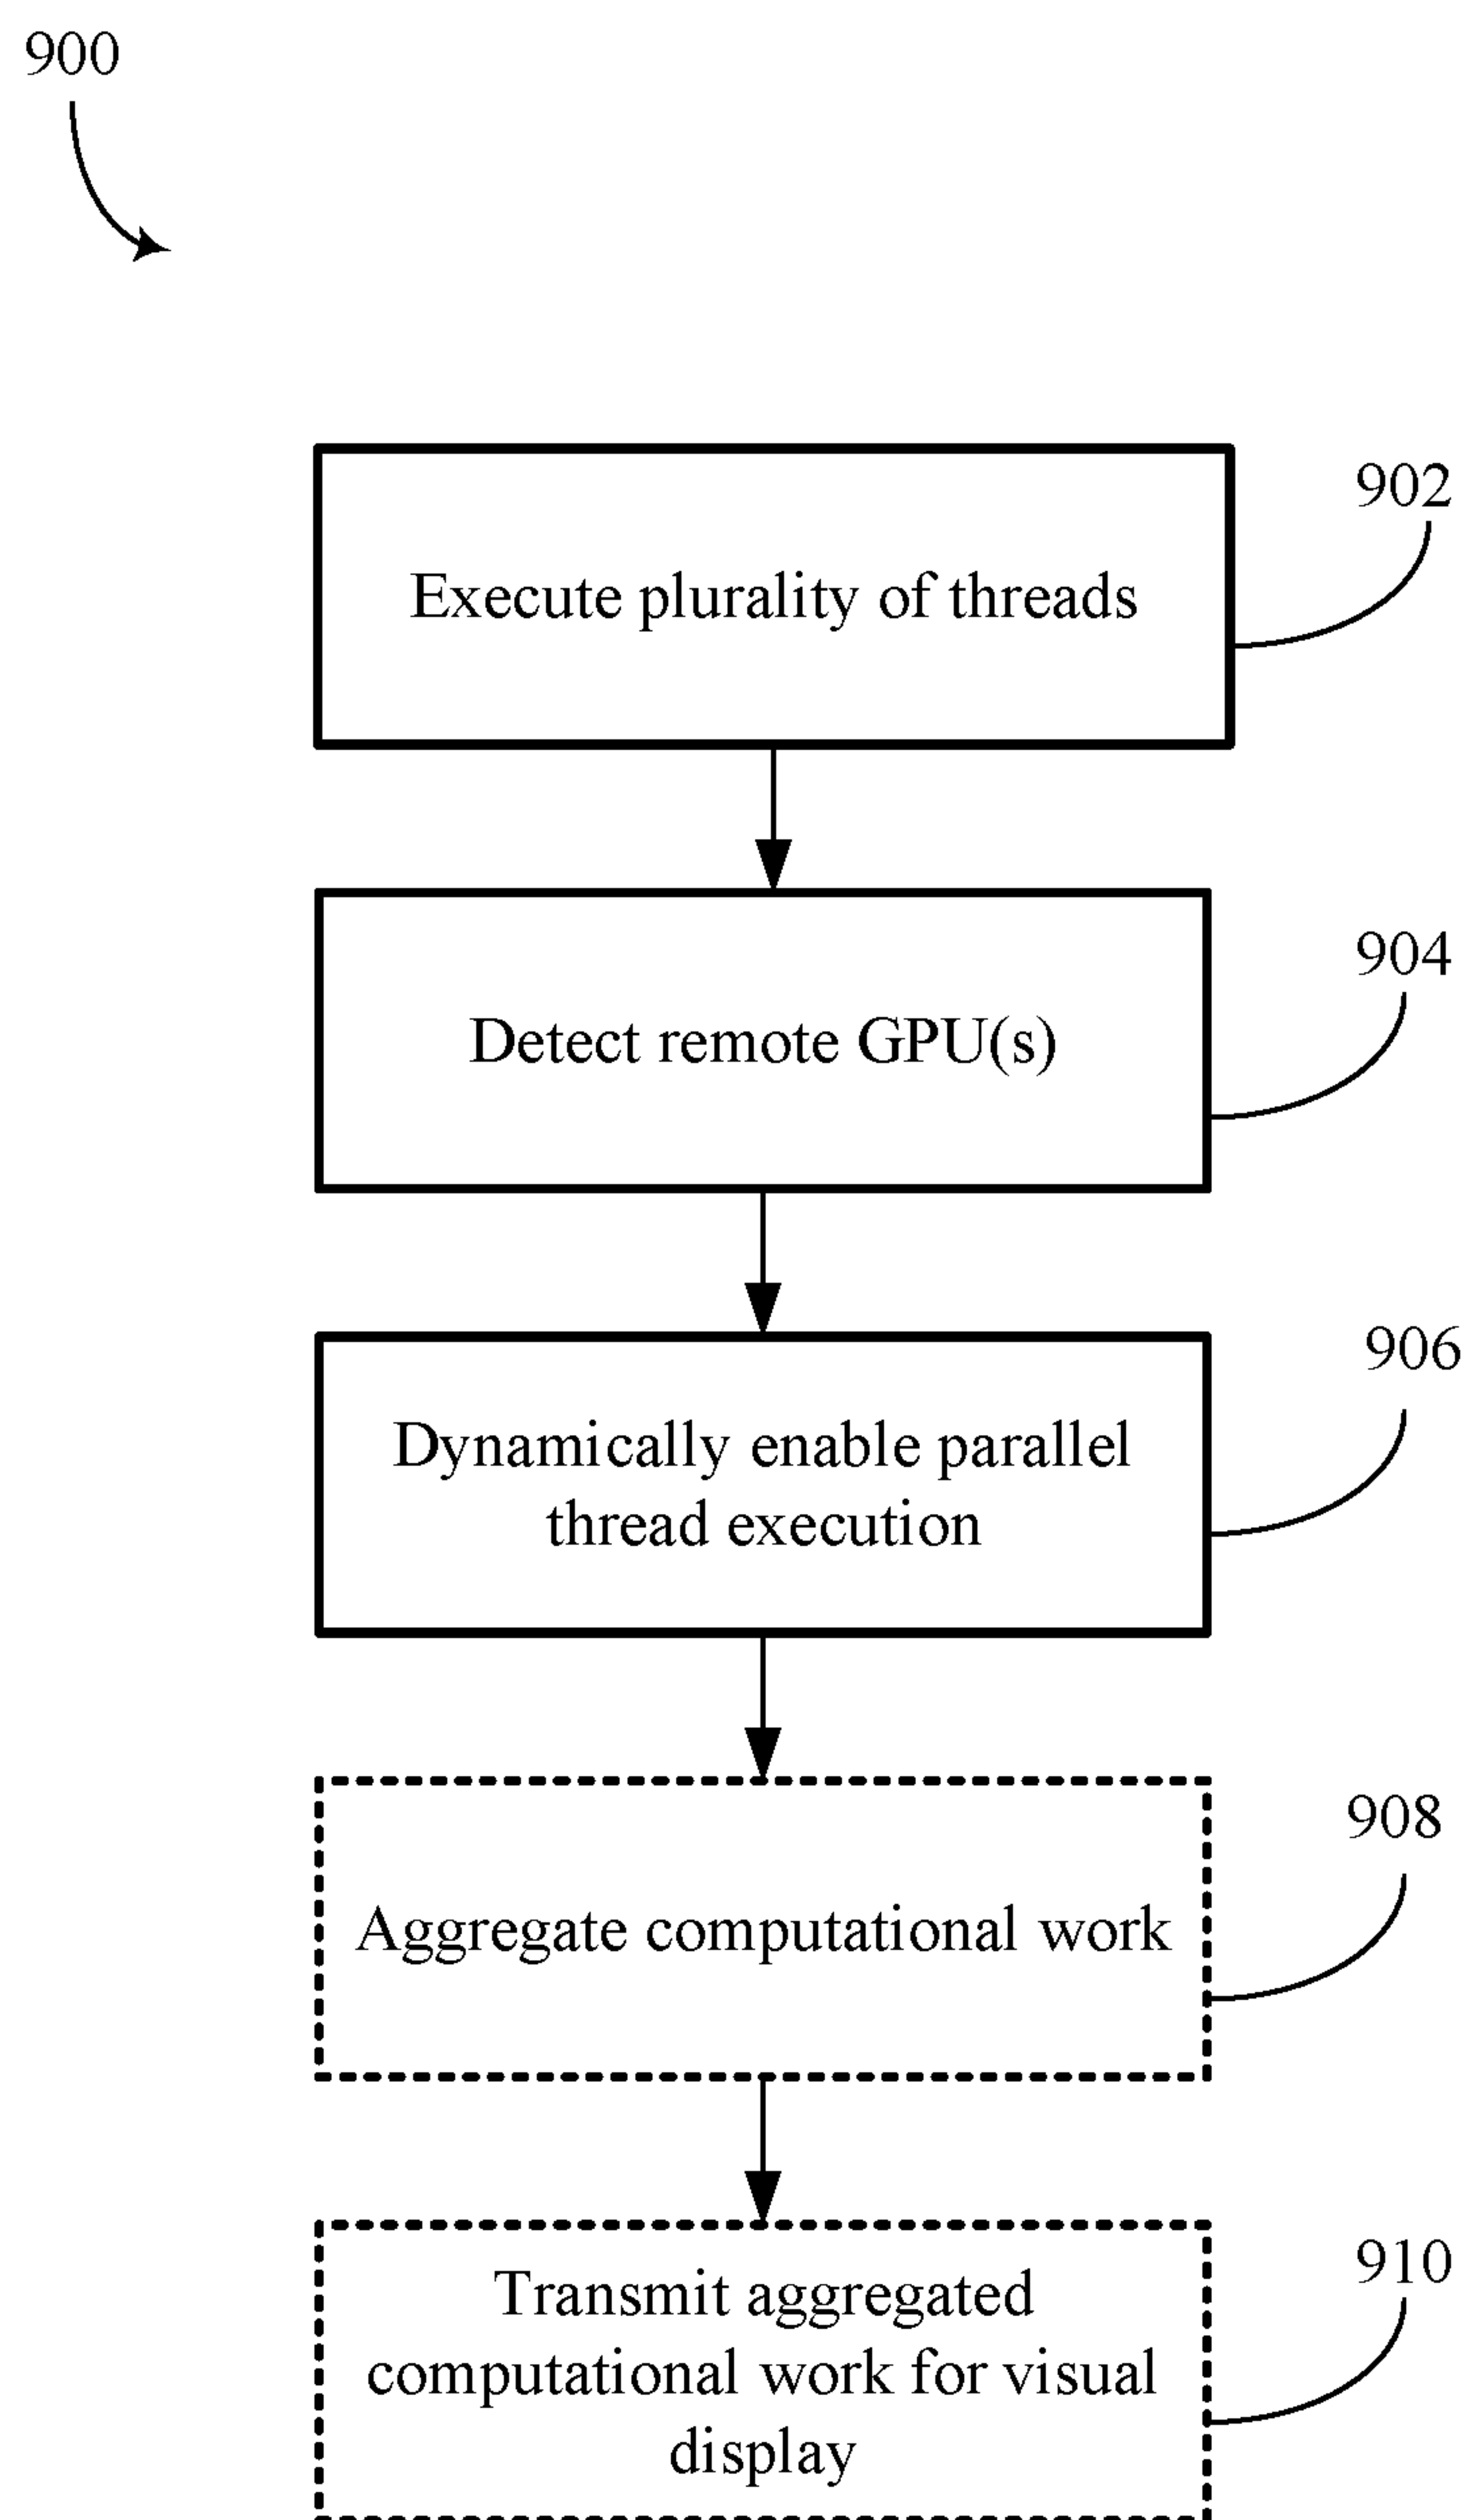 900
902
Execute plurality of threads
904
Detect remote GPU(s)
906
Dynamically enable parallel
thread execution
908
Aggregate computational work
910
Transmit aggregated
computational work for visual
display